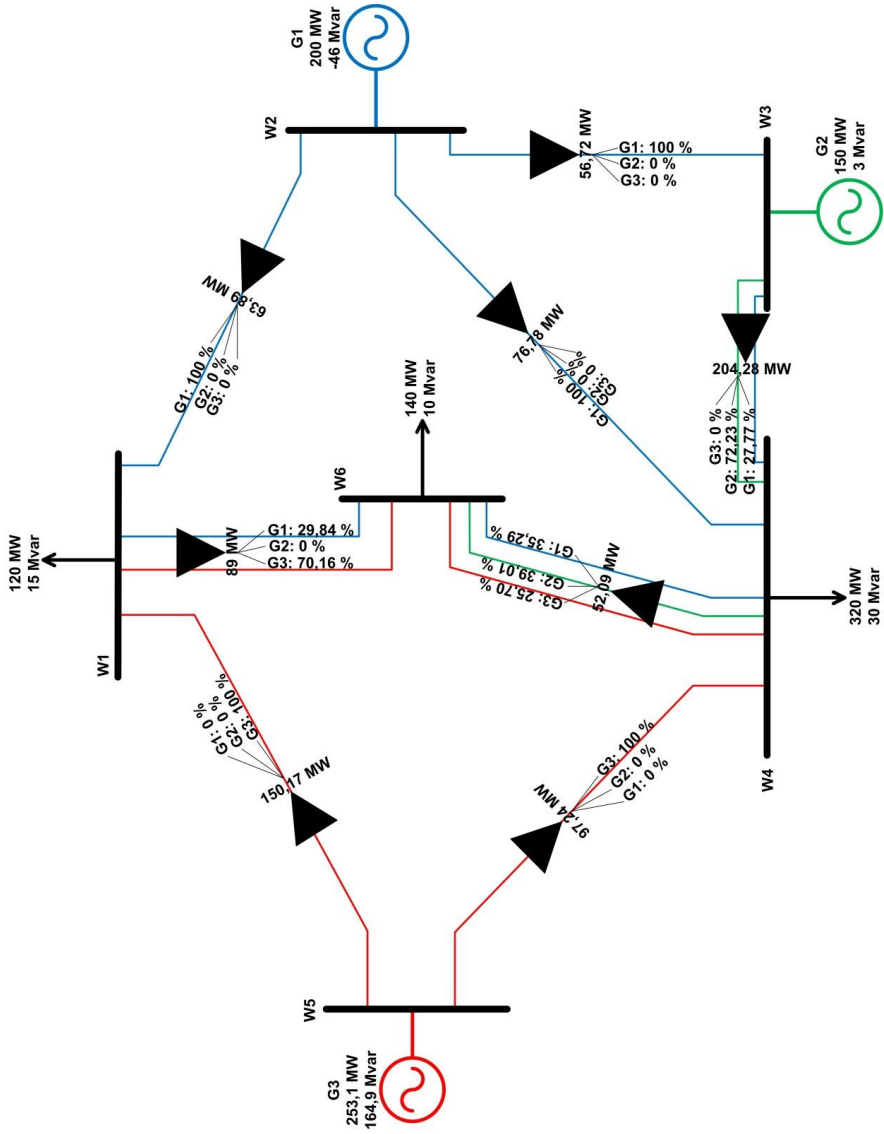 G1
200 MW
-46 Mvar
W2
56,72 MW
G1: 100 %
G2: 0 %
G3: 0 %
W3
G2
150 MW
3 Mvar
63,89 MW
G1: 100 %
G2: 0 %
G3: 0 %
76,78 MW
G3: 0 %
G2: 0 %
G1: 100 %
204,28 MW
G3: 0 %
G2: 72,23 %
G1: 27,77 %
140 MW
10 Mvar
W6
120 MW
15 Mvar
W1
89 MW
G1: 29,84 %
G2: 0 %
G3: 70,16 %
52,09 MW
G1: 35,29 %
G2: 39,01 %
G3: 25,70 %
320 MW
30 Mvar
W4
150,17 MW
G1: 0 %
G2: 0 %
G3: 100 %
97,24 MW
G3: 100 %
G2: 0 %
G1: 0 %
W5
G3
253,1 MW
164,9 Mvar